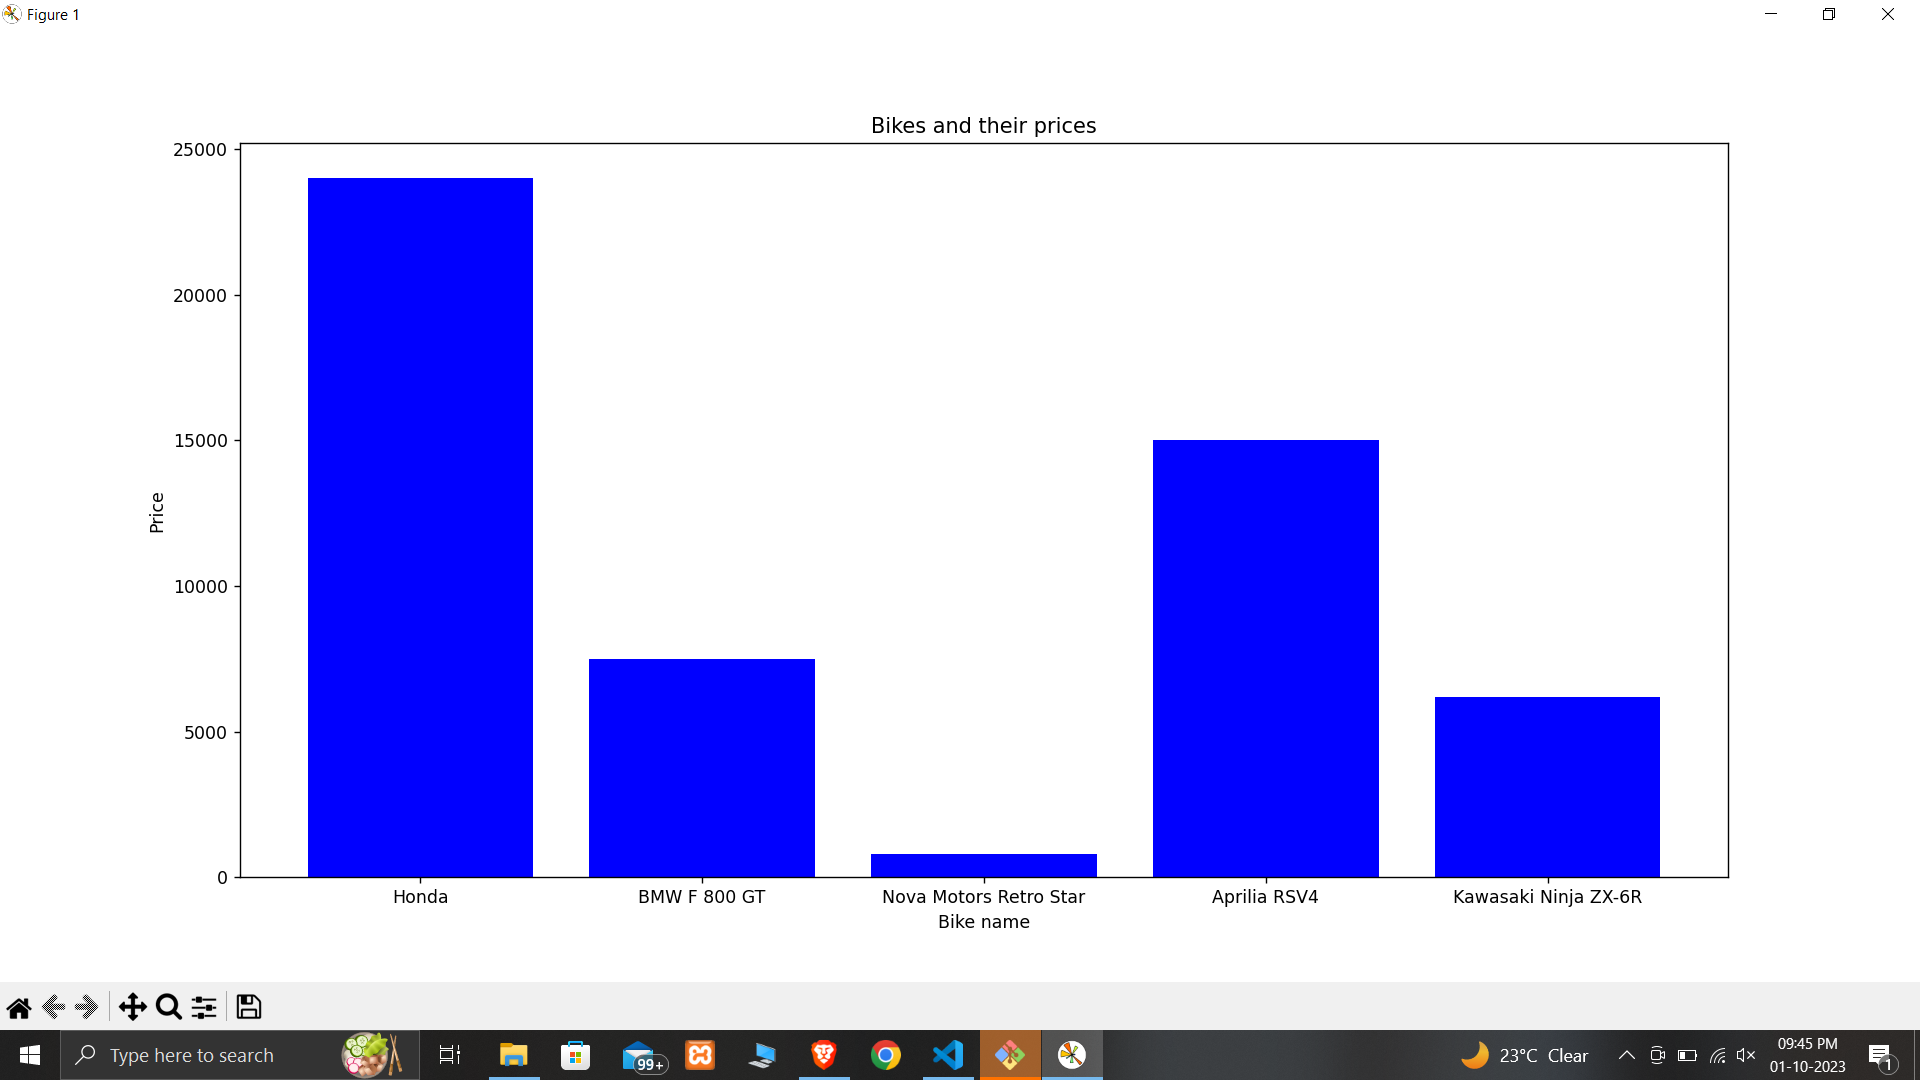 Figure 1
Bikes and their prices
25000
20000
15000
10000
5000
0
Price
Honda
BMW F 800 GT
Nova Motors Retro Star
Aprilia RSV4
Kawasaki Ninja ZX-6R
Bike name
Type here to search
99+
23°C Clear
09:45 PM
01-10-2023
1